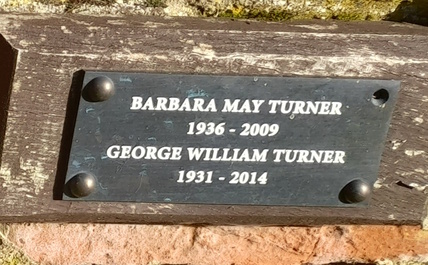 BARBARA MAY TURNER
1936 - 2009
GEORGE WILLIAM TURNER
1931 - 2014